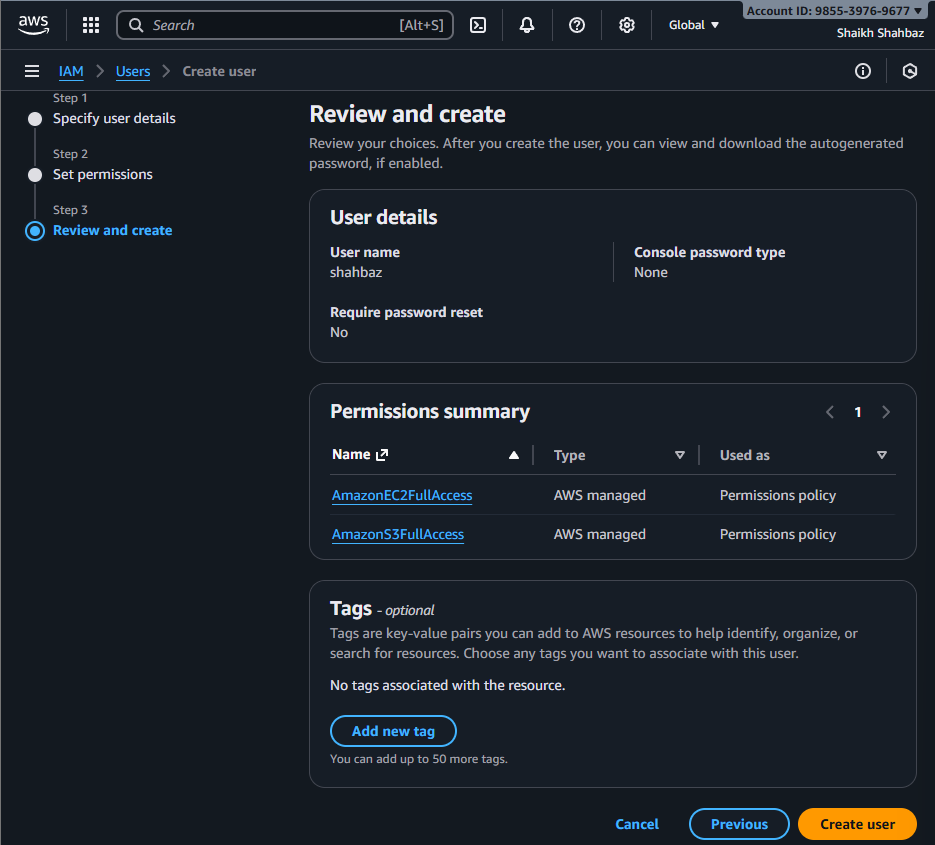 aws
Search [Alt+S]
Global
Account ID: 9855-3976-9677
Shaikh Shahbaz
IAM > Users > Create user
Step 1
Specify user details
Step 2
Set permissions
Step 3
Review and create
Review and create
Review your choices. After you create the user, you can view and download the autogenerated
password, if enabled.
User details
User name
shahbaz
Console password type
None
Require password reset
No
Permissions summary
1
Name Type Used as
AmazonEC2FullAccess AWS managed Permissions policy
AmazonS3FullAccess AWS managed Permissions policy
Tags - optional
Tags are key-value pairs you can add to AWS resources to help identify, organize, or
search for resources. Choose any tags you want to associate with this user.
No tags associated with the resource.
Add new tag
You can add up to 50 more tags.
Cancel Previous Create user